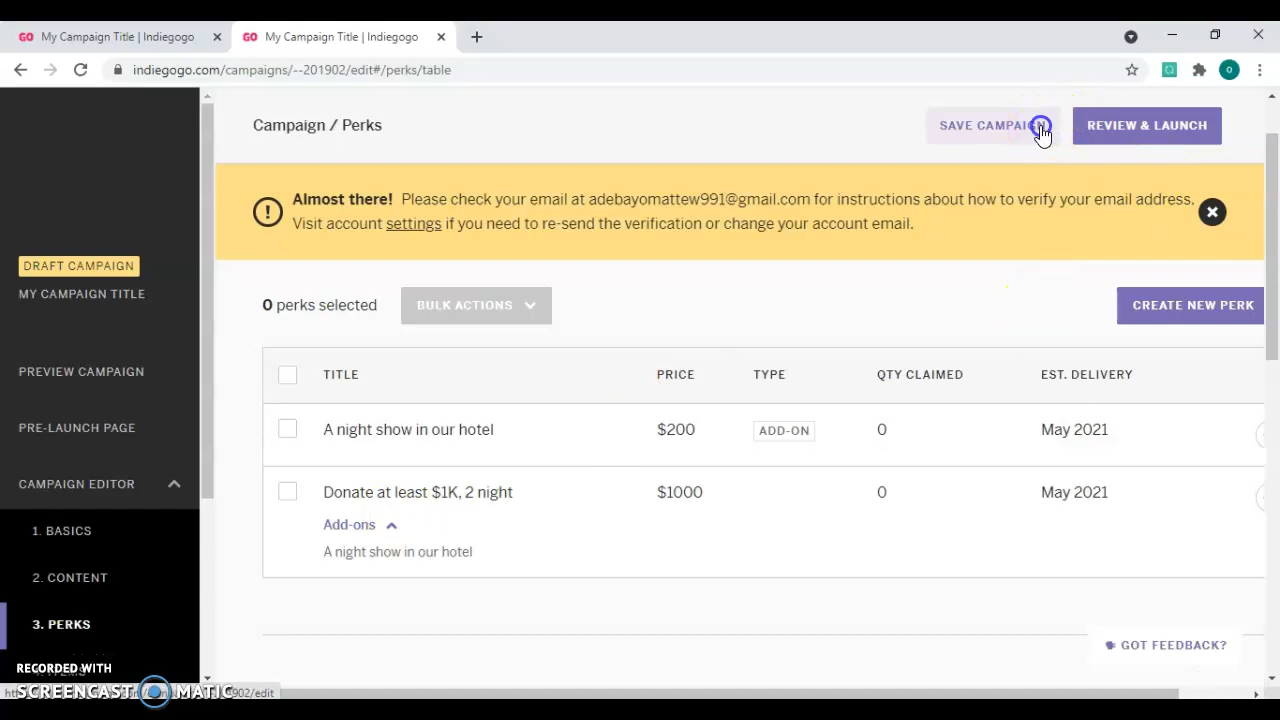 GO My Campaign Title | Indiegogo
GO My Campaign Title | Indiegogo
indiegogo.com/campaigns/--201902/edit#/perks/table
Campaign / Perks
SAVE CAMPAIGN
REVIEW & LAUNCH
Almost there! Please check your email at adebayomattew991@gmail.com for instructions about how to verify your email address.
Visit account settings if you need to re-send the verification or change your account email.
DRAFT CAMPAIGN
MY CAMPAIGN TITLE
PREVIEW CAMPAIGN
PRE-LAUNCH PAGE
CAMPAIGN EDITOR
1. BASICS
2. CONTENT
3. PERKS
0 perks selected
BULK ACTIONS
CREATE NEW PERK
TITLE PRICE TYPE QTY CLAIMED EST. DELIVERY
A night show in our hotel $200 ADD-ON 0 May 2021
Donate at least $1K, 2 night $1000 0 May 2021
Add-ons
A night show in our hotel
GOT FEEDBACK?
RECORDED WITH
SCREENCAST MATIC